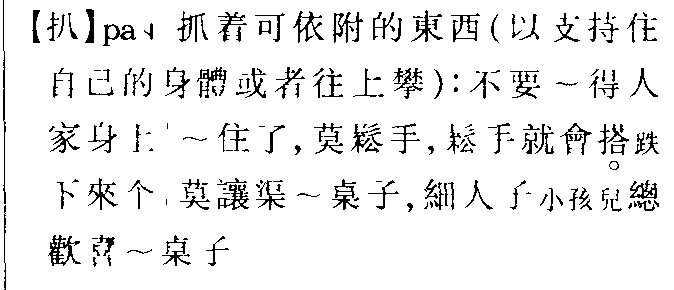 【扒】pa˧ 抓着可依附的東西(以支持住
自己的身體或者往上攀)：不要～得人
家身上｜～住了,莫鬆手,鬆手就會搭跌
下來个｜莫讓渠～桌子,細人子小孩兒總
歡喜～桌子